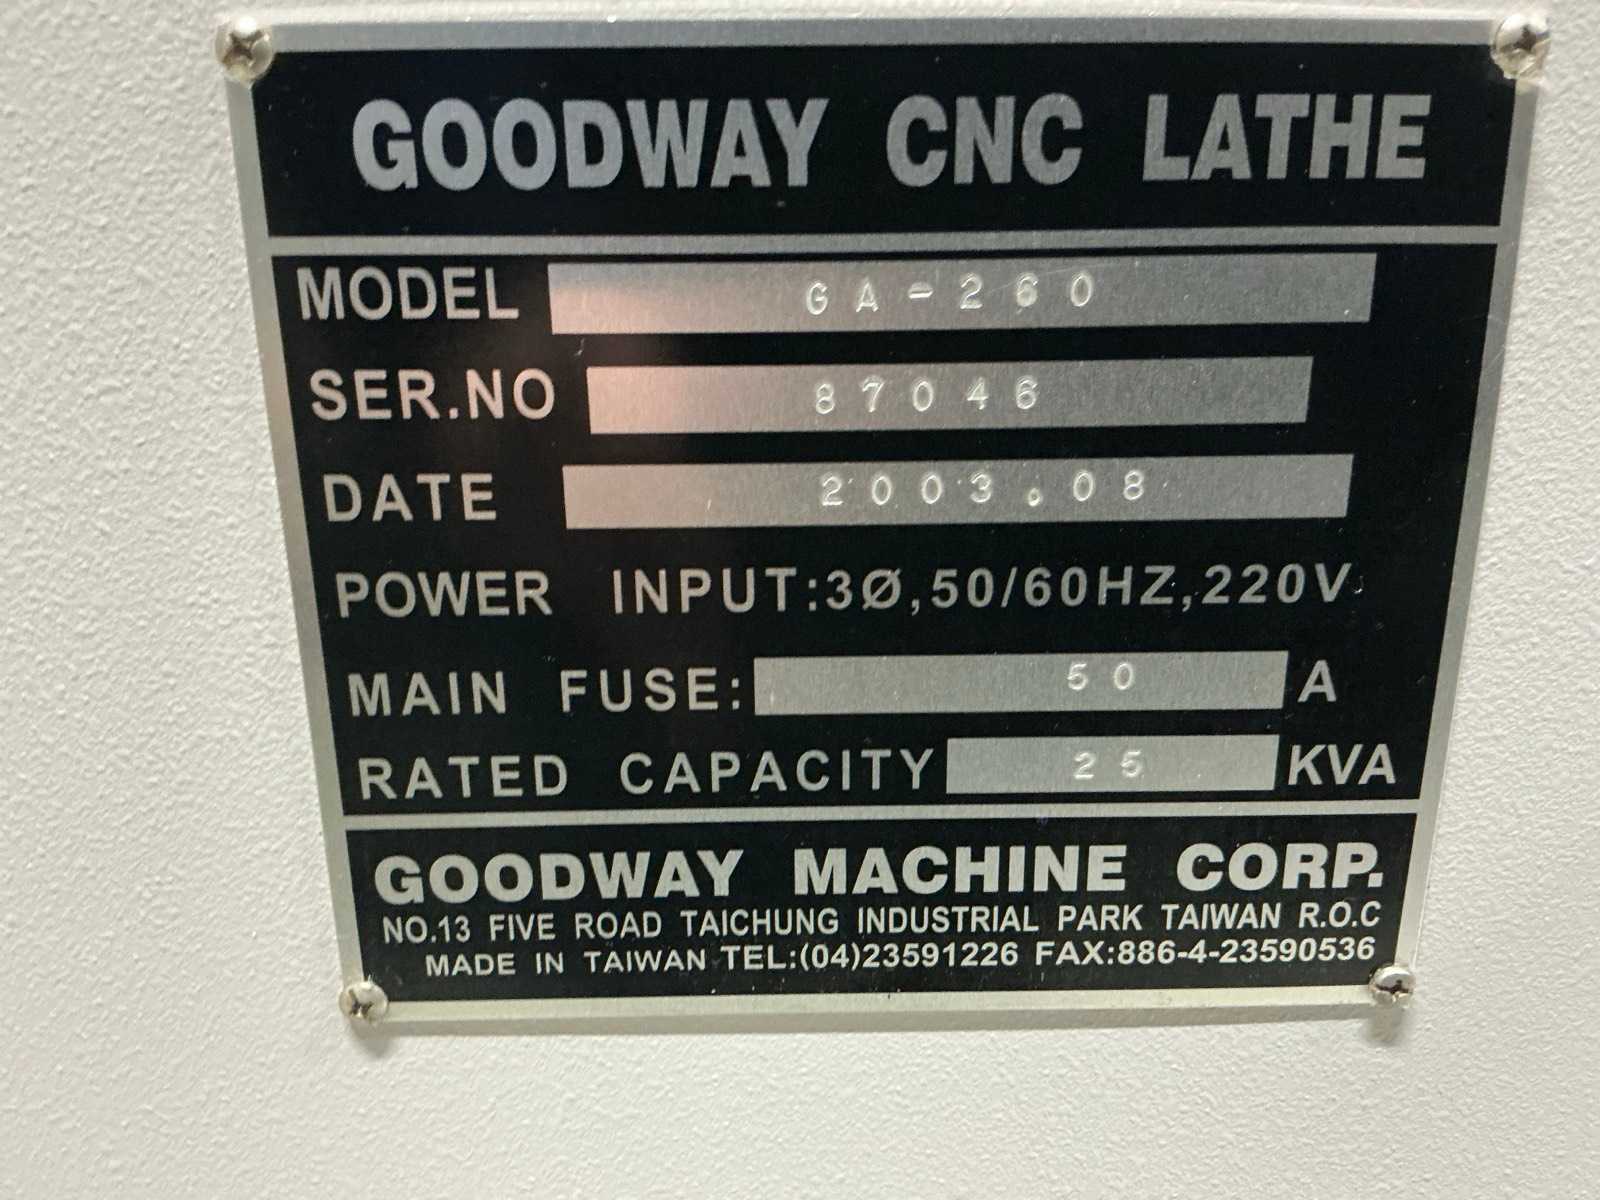 GOODWAY CNC LATHE
MODEL GA-260
SER.NO 87046
DATE 2003.08
POWER INPUT:3Ø,50/60HZ,220V
MAIN FUSE: 50 A
RATED CAPACITY 25 KVA
GOODWAY MACHINE CORP.
NO.13 FIVE ROAD TAICHUNG INDUSTRIAL PARK TAIWAN R.O.C
MADE IN TAIWAN TEL:(04)23591226 FAX:886-4-23590536